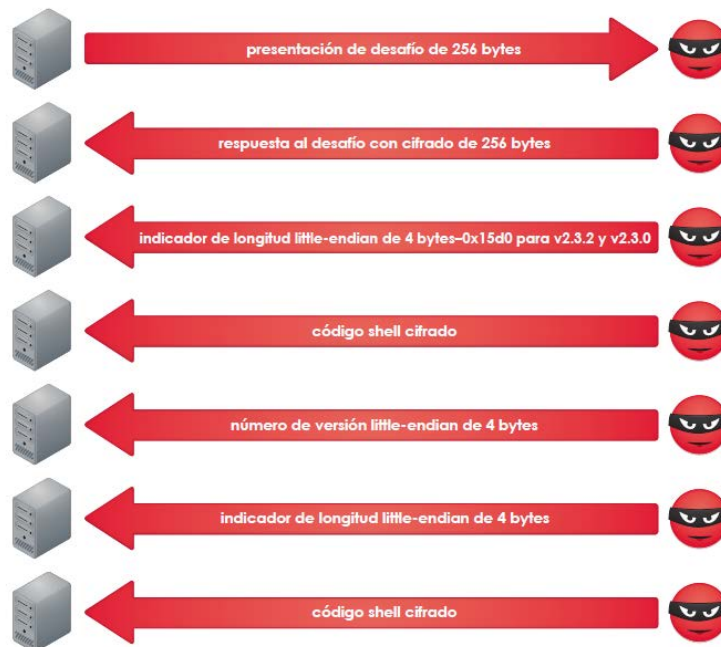 presentación de desafío de 256 bytes
respuesta al desafío con cifrado de 256 bytes
indicador de longitud little-endian de 4 bytes–0x15d0 para v2.3.2 y v2.3.0
código shell cifrado
número de versión little-endian de 4 bytes
indicador de longitud little-endian de 4 bytes
código shell cifrado